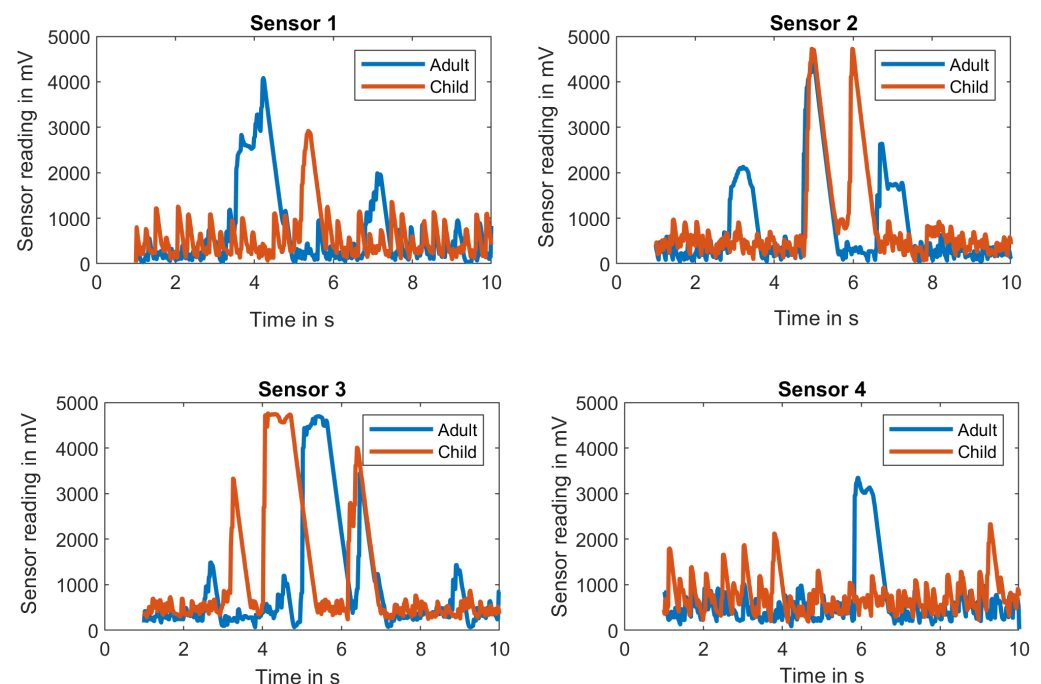 Sensor 1
Sensor reading in mV
5000
4000
3000
2000
1000
0
Adult
Child
0 2 4 6 8 10
Time in s
Sensor 2
Sensor reading in mV
5000
4000
3000
2000
1000
0
Adult
Child
0 2 4 6 8 10
Time in s
Sensor 3
Sensor reading in mV
5000
4000
3000
2000
1000
0
Adult
Child
0 2 4 6 8 10
Time in s
Sensor 4
Sensor reading in mV
5000
4000
3000
2000
1000
0
Adult
Child
0 2 4 6 8 10
Time in s